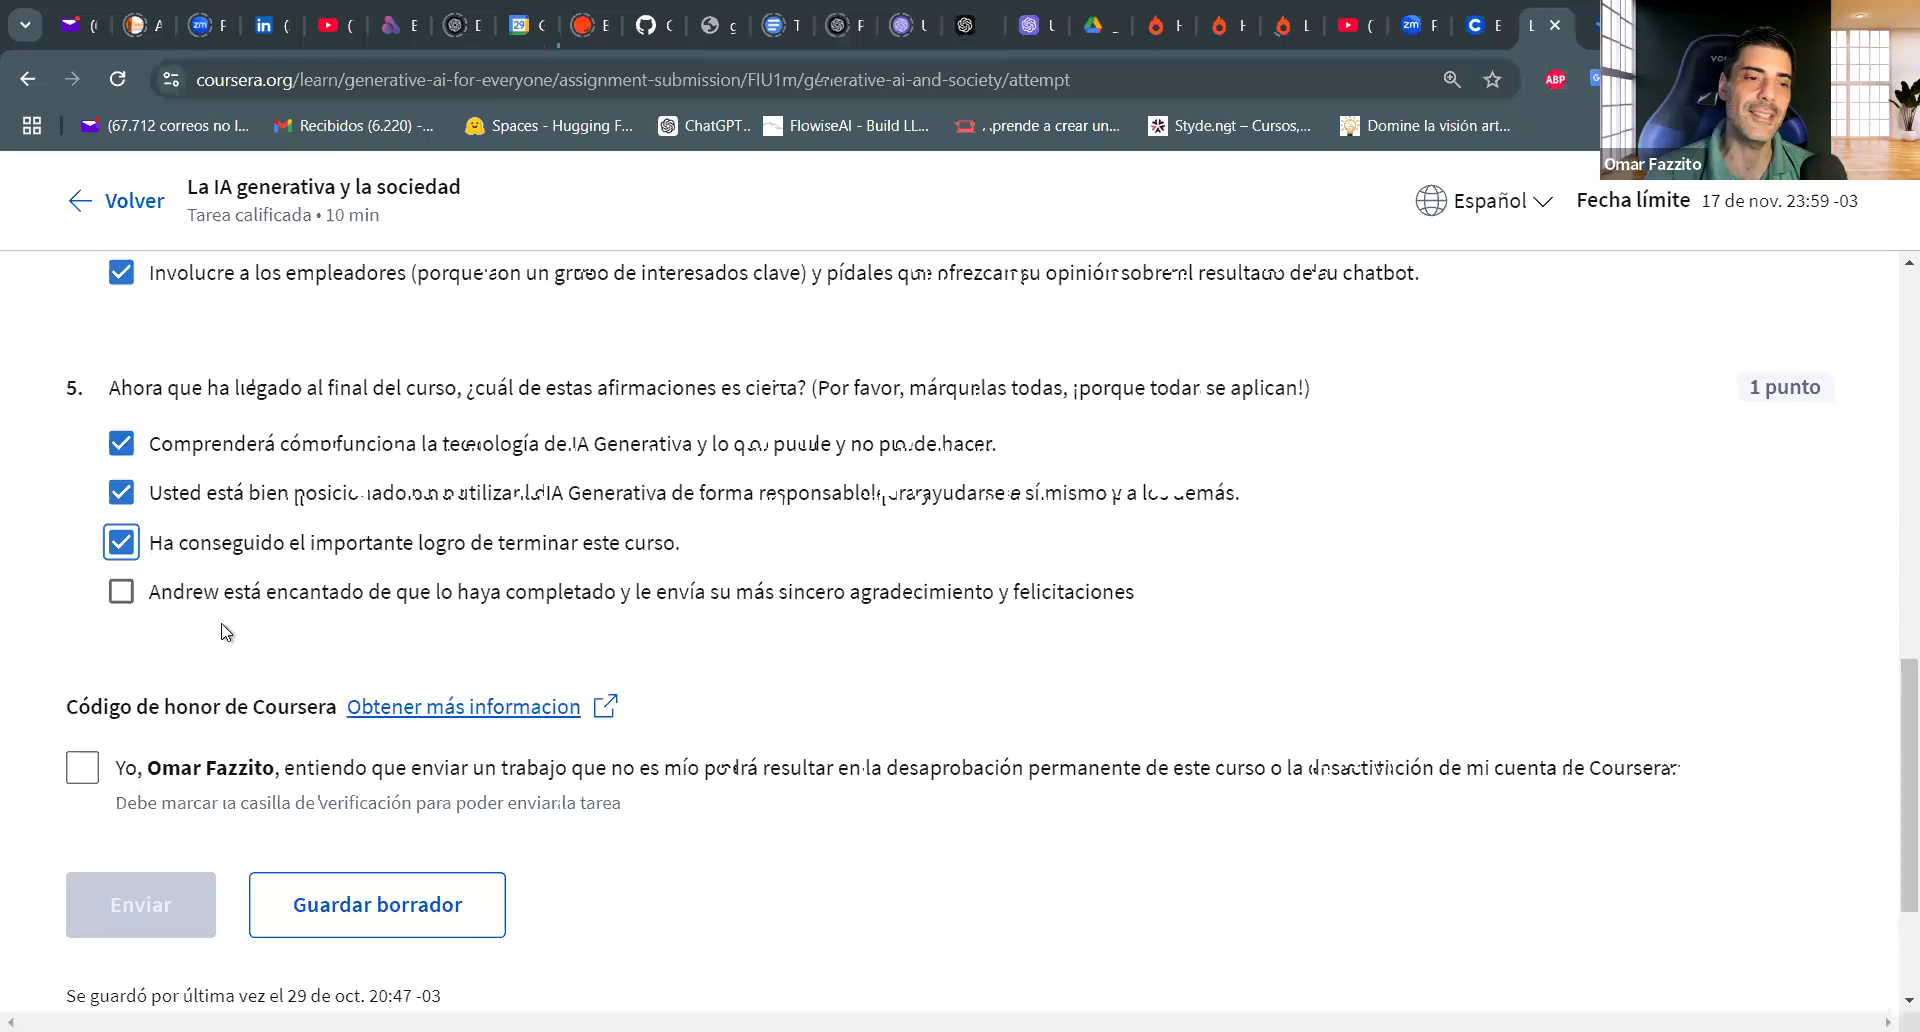 coursera.org/learn/generative-ai-for-everyone/assignment-submission/FIU1m/generative-ai-and-society/attempt
ABP
(67.712 correos no l...
Recibidos (6.220) -...
Spaces - Hugging F...
ChatGPT...
FlowiseAI - Build LL...
prende a crear un...
Styde.net – Cursos,...
Domine la visión art...
Omar Fazzito
Volver
La IA generativa y la sociedad
Tarea calificada • 10 min
Español
Fecha límite 17 de nov. 23:59 -03
Involucre a los empleadores (porque son un grupo de interesados clave) y pídales que ofrezcan su opinión sobre el resultado de su chatbot.
5. Ahora que ha llegado al final del curso, ¿cuál de estas afirmaciones es cierta? (Por favor, márquelas todas, ¡porque todas se aplican!)
1 punto
Comprenderá cómo funciona la tecnología de IA Generativa y lo que puede y no puede hacer.
Usted está bien posicionado para utilizar la IA Generativa de forma responsable para ayudarse a sí mismo y a los demás.
Ha conseguido el importante logro de terminar este curso.
Andrew está encantado de que lo haya completado y le envía su más sincero agradecimiento y felicitaciones
Código de honor de Coursera Obtener más informacion
Yo, Omar Fazzito, entiendo que enviar un trabajo que no es mío podrá resultar en la desaprobación permanente de este curso o la desactivación de mi cuenta de Coursera.
Debe marcar la casilla de verificación para poder enviar la tarea
Enviar
Guardar borrador
Se guardó por última vez el 29 de oct. 20:47 -03